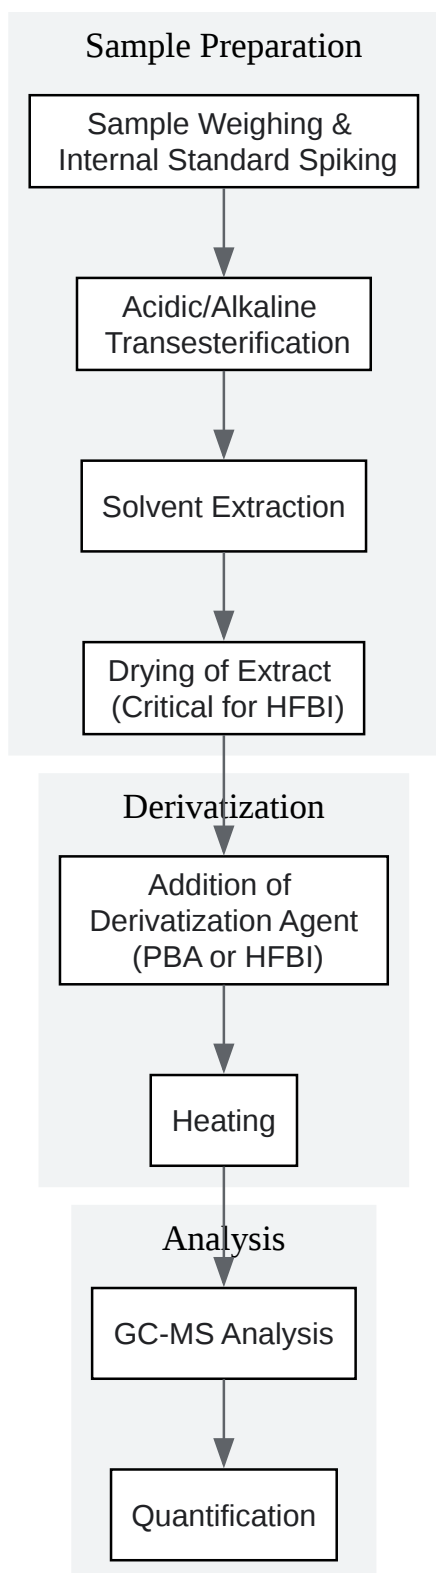 Sample Preparation
Sample Weighing &
Internal Standard Spiking
Acidic/Alkaline
Transesterification
Solvent Extraction
Drying of Extract
(Critical for HFBI)
Derivatization
Addition of
Derivatization Agent
(PBA or HFBI)
Heating
Analysis
GC-MS Analysis
Quantification